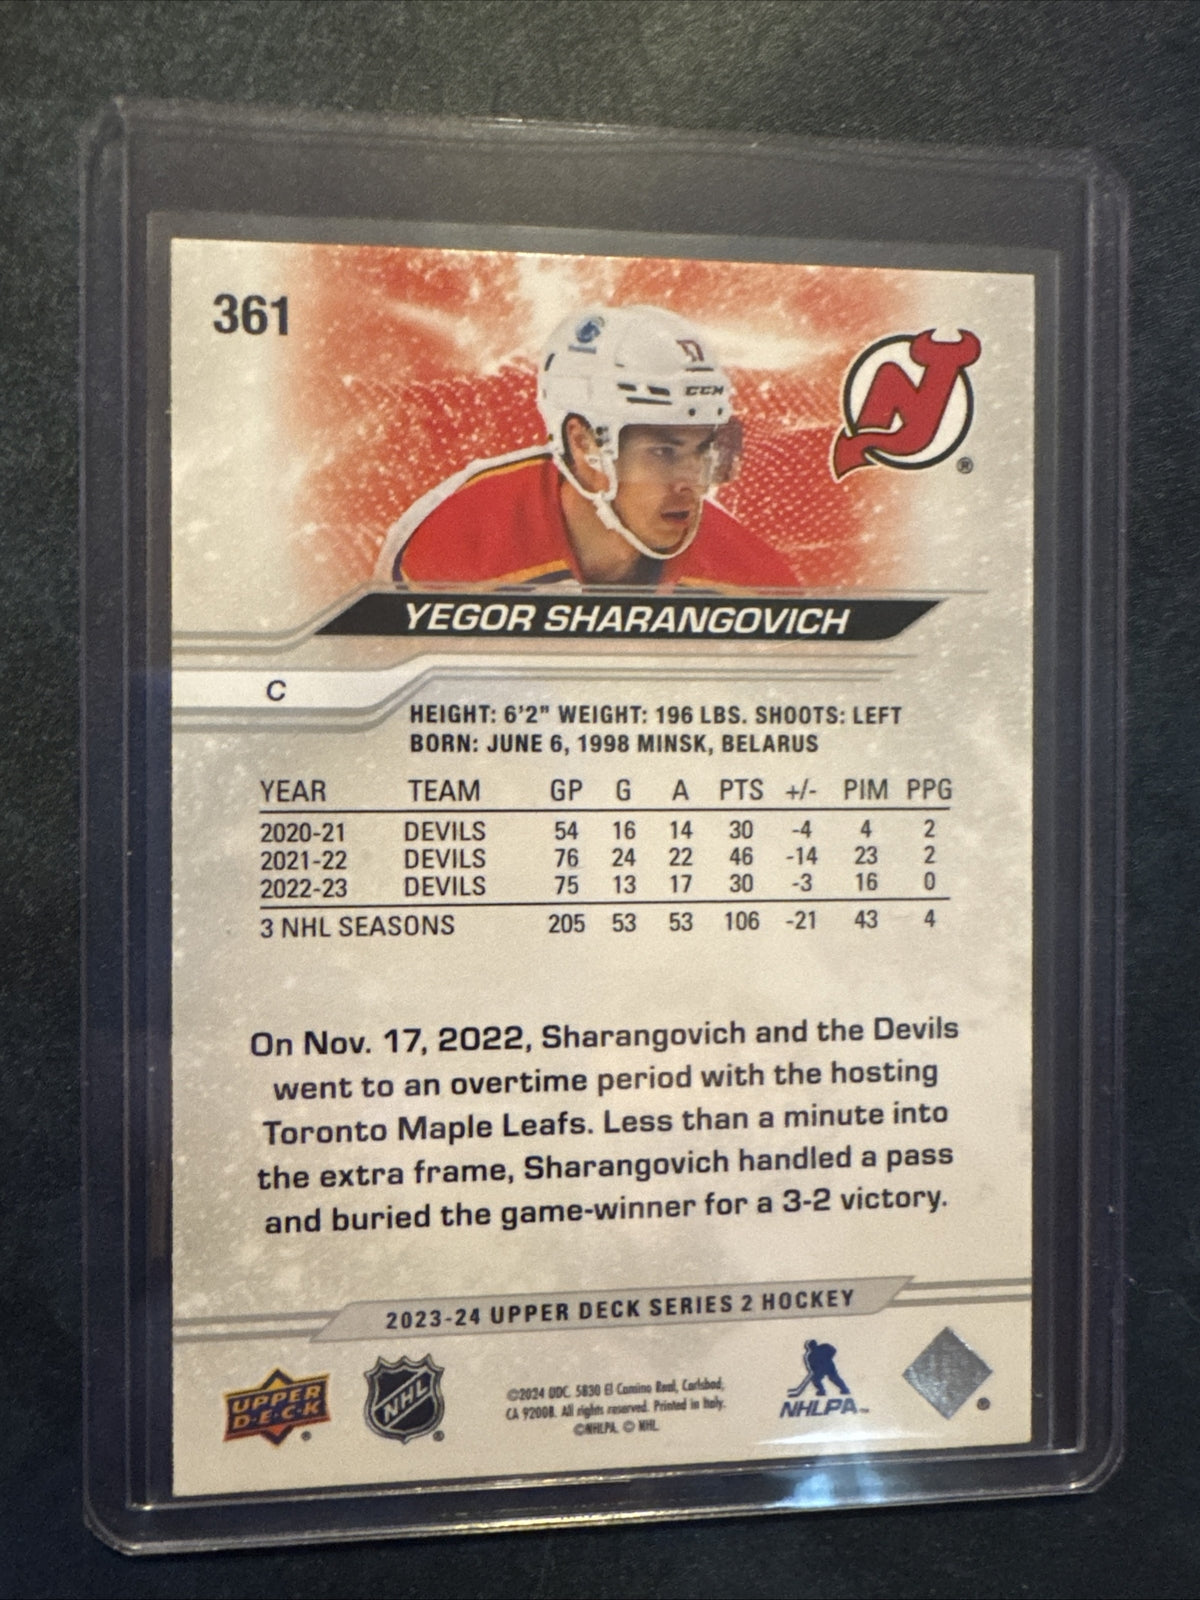 361
17
CCM
NJ
®
YEGOR SHARANGOVICH
C
HEIGHT: 6'2" WEIGHT: 196 LBS. SHOOTS: LEFT
BORN: JUNE 6, 1998 MINSK, BELARUS
YEAR TEAM GP G A PTS +/- PIM PPG
2020-21 DEVILS 54 16 14 30 -4 4 2
2021-22 DEVILS 76 24 22 46 -14 23 2
2022-23 DEVILS 75 13 17 30 -3 16 0
3 NHL SEASONS 205 53 53 106 -21 43 4
On Nov. 17, 2022, Sharangovich and the Devils
went to an overtime period with the hosting
Toronto Maple Leafs. Less than a minute into
the extra frame, Sharangovich handled a pass
and buried the game-winner for a 3-2 victory.
2023-24 UPPER DECK SERIES 2 HOCKEY
UPPER
D·E·C·K
®
NHL
®
©2024 UDC. 5830 El Camino Real, Carlsbad,
CA 92008. All rights reserved. Printed in Italy.
©NHLPA. © NHL.
NHLPA™
®